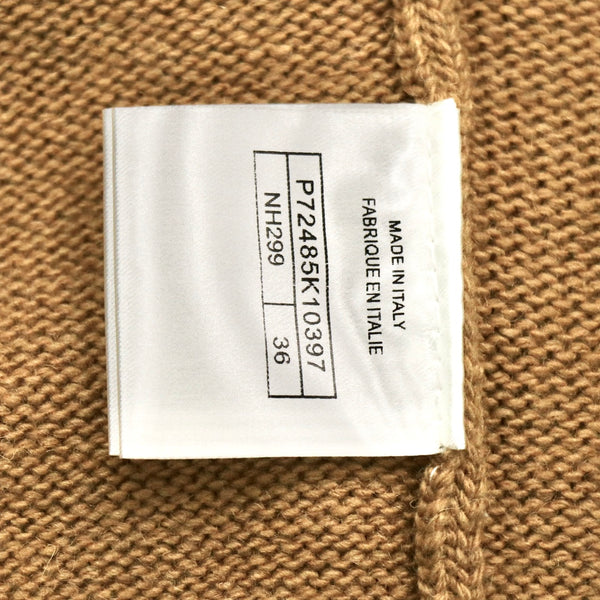 MADE IN ITALY
FABRIQUE EN ITALIE
P72485K10397
NH299 36